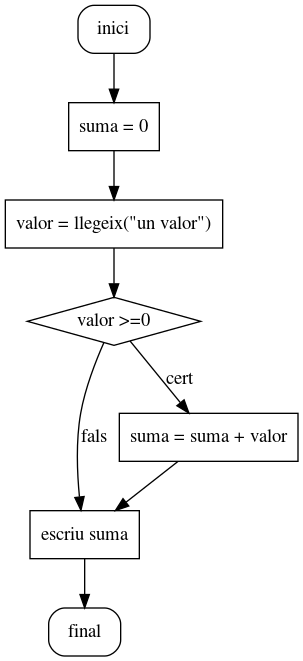 inici
suma = 0
valor = llegeix("un valor")
valor >=0
cert
fals
suma = suma + valor
escriu suma
final